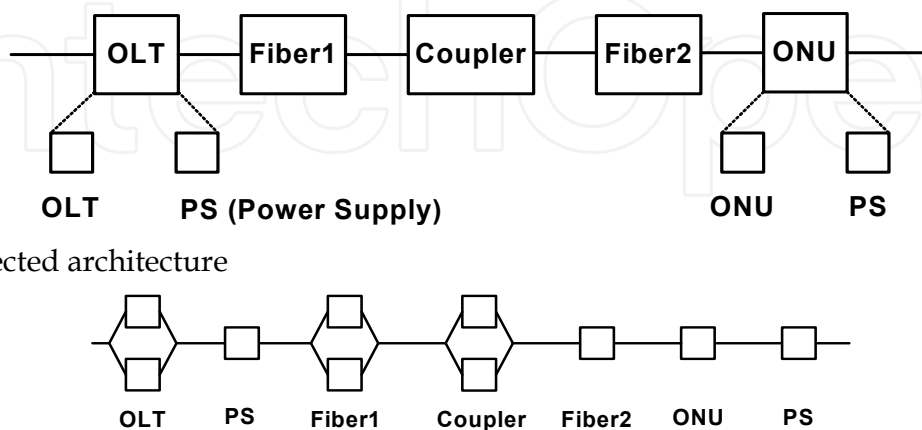 OLT Fiber1 Coupler Fiber2 ONU
OLT PS (Power Supply) ONU PS
ected architecture
OLT PS Fiber1 Coupler Fiber2 ONU PS